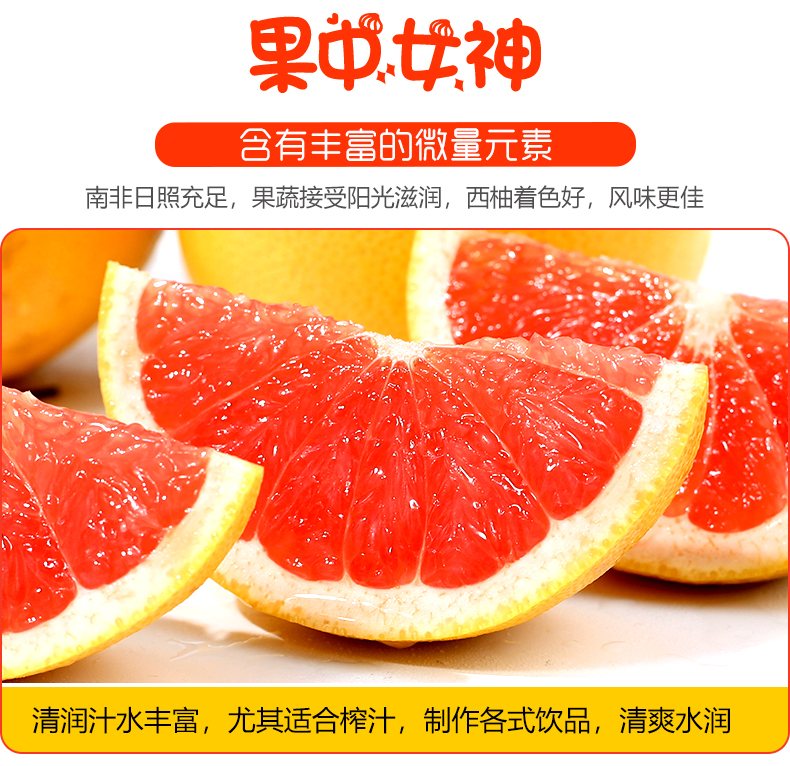 果中女神
含有丰富的微量元素
南非日照充足，果蔬接受阳光滋润，西柚着色好，风味更佳
清润汁水丰富，尤其适合榨汁，制作各式饮品，清爽水润